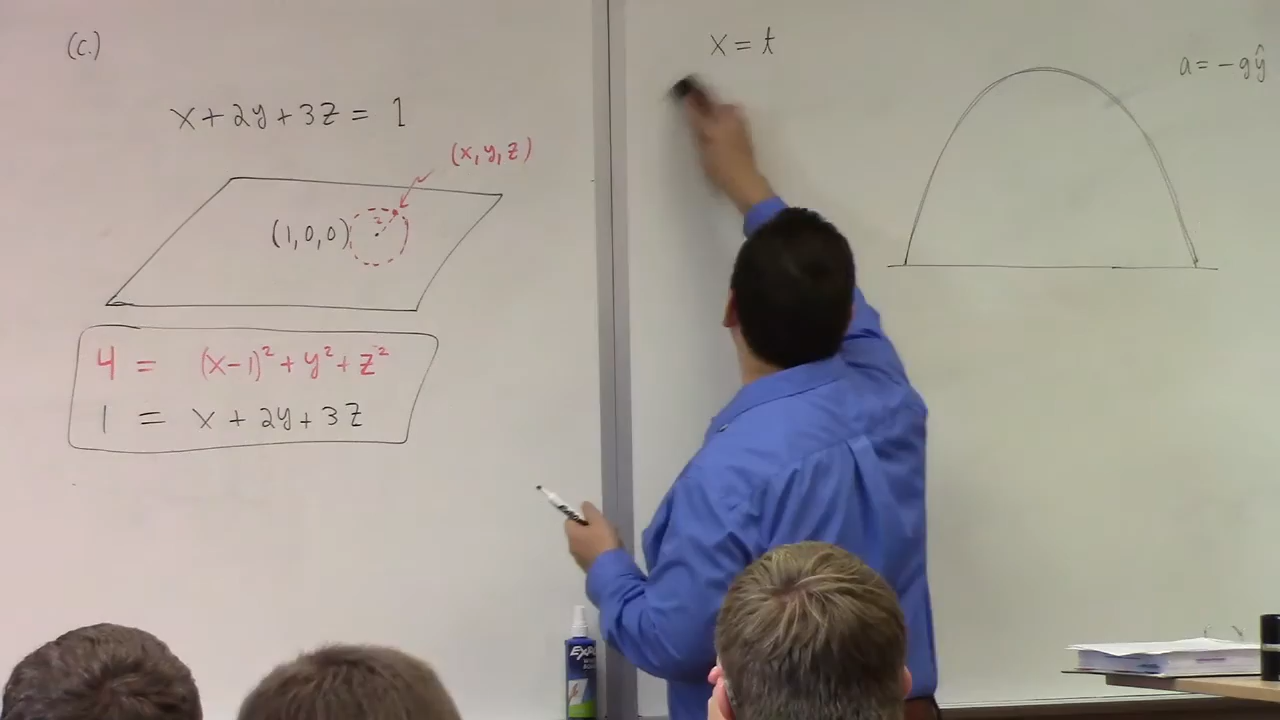 (c.)
x + 2y + 3z = 1
(x, y, z)
2
(1, 0, 0)
4 = (x-1)² + y² + z²
1 = x + 2y + 3z
x = t
a = -gŷ
EXPO